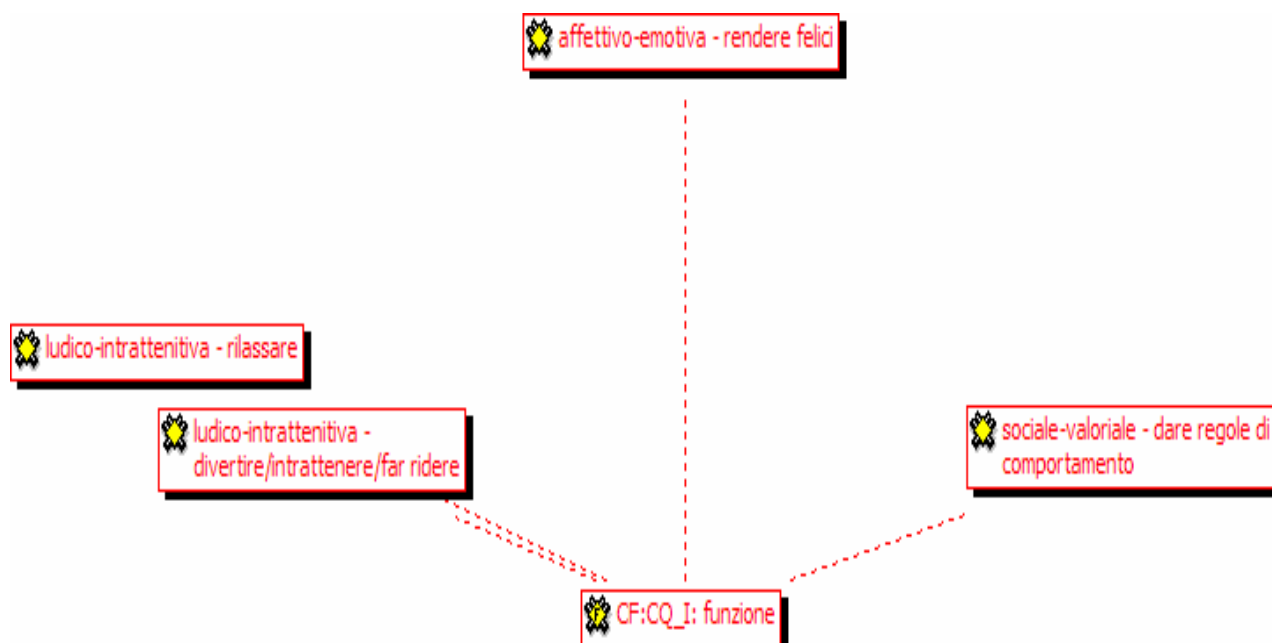 affettivo-emotiva - rendere felici
ludico-intrattenitiva - rilassare
ludico-intrattenitiva -
divertire/intrattenere/far ridere
sociale-valoriale - dare regole di
comportamento
F CF:CQ_I: funzione